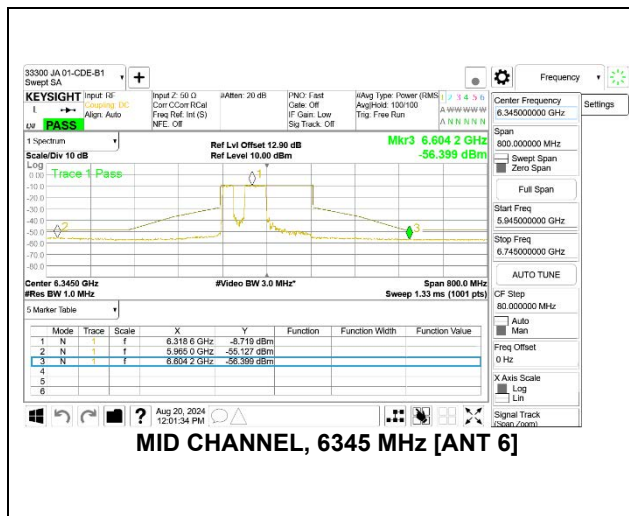 33300 JA 01-CDE-B1
Swept SA
Frequency
KEYSIGHT Input: RF Input Z: 50 Ω #Atten: 20 dB PNO: Fast #Avg Type: Power (RMS 1 2 3 4 5 6
L Coupling: DC Corr CCorr RCal Gate: Off Avg|Hold: 100/100 A W W W W W
Align: Auto Freq Ref: Int (S) IF Gain: Low Trig: Free Run
PASS NFE: Off Sig Track: Off A N N N N N
1 Spectrum Ref Lvl Offset 12.90 dB Mkr3 6.604 2 GHz
Scale/Div 10 dB Ref Level 10.00 dBm -56.399 dBm
Log Trace 1 Pass
0.00
1
-10.0
-20.0
-30.0
-40.0
2 3
-50.0
-60.0
-70.0
-80.0
Center 6.3450 GHz #Video BW 3.0 MHz* Span 800.0 MHz
#Res BW 1.0 MHz Sweep 1.33 ms (1001 pts)
5 Marker Table
Mode Trace Scale X Y Function Function Width Function Value
1 N 1 f 6.318 6 GHz -8.719 dBm
2 N 1 f 5.965 0 GHz -55.127 dBm
3 N 1 f 6.604 2 GHz -56.399 dBm
4
5
6
Aug 20, 2024
12:01:34 PM
Center Frequency
6.345000000 GHz
Settings
Span
800.000000 MHz
Swept Span
Zero Span
Full Span
Start Freq
5.945000000 GHz
Stop Freq
6.745000000 GHz
AUTO TUNE
CF Step
80.000000 MHz
Auto
Man
Freq Offset
0 Hz
X Axis Scale
Log
Lin
Signal Track
(Span Zoom)
MID CHANNEL, 6345 MHz [ANT 6]